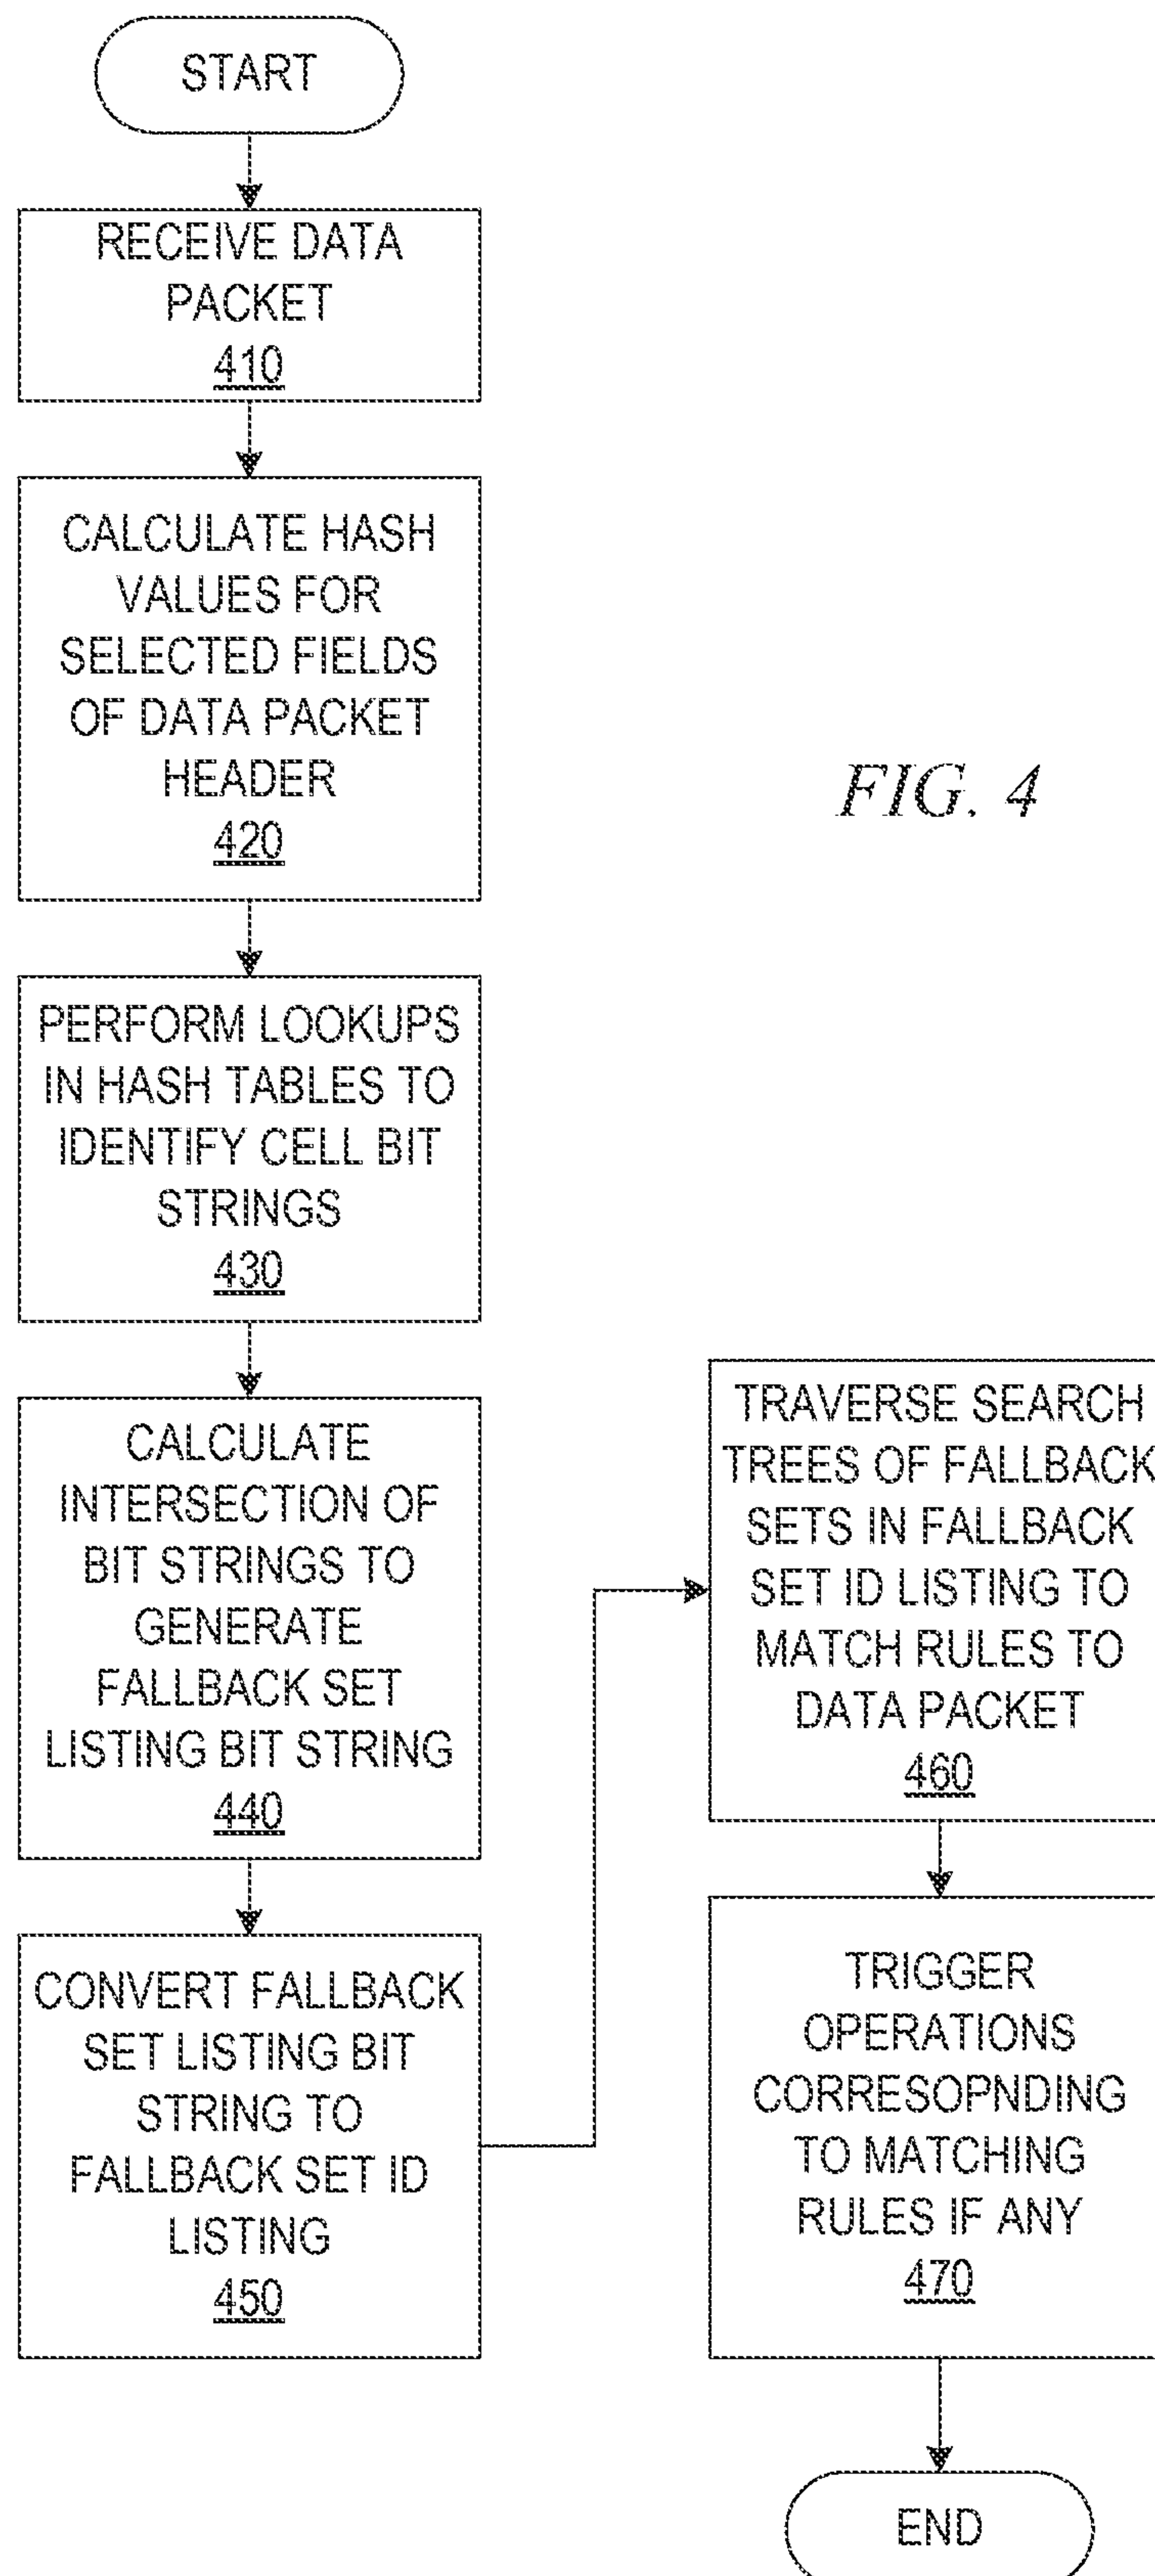 START
RECEIVE DATA
PACKET
410
CALCULATE HASH
VALUES FOR
SELECTED FIELDS
OF DATA PACKET
HEADER
420
PERFORM LOOKUPS
IN HASH TABLES TO
IDENTIFY CELL BIT
STRINGS
430
CALCULATE
INTERSECTION OF
BIT STRINGS TO
GENERATE
FALLBACK SET
LISTING BIT STRING
440
CONVERT FALLBACK
SET LISTING BIT
STRING TO
FALLBACK SET ID
LISTING
450
TRAVERSE SEARCH
TREES OF FALLBACK
SETS IN FALLBACK
SET ID LISTING TO
MATCH RULES TO
DATA PACKET
460
TRIGGER
OPERATIONS
CORRESOPNDING
TO MATCHING
RULES IF ANY
470
END
FIG. 4